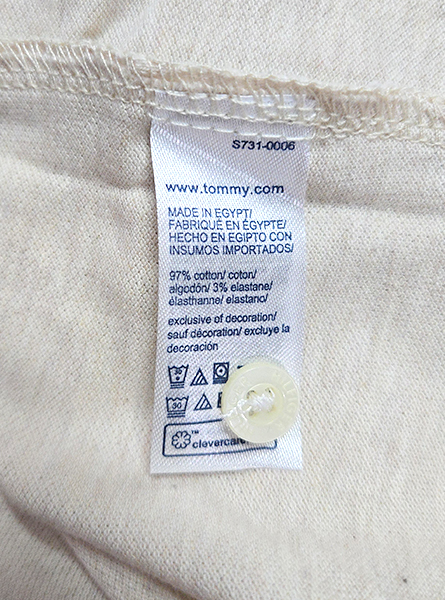 S731-0006
www.tommy.com
MADE IN EGYPT/
FABRIQUÉ EN ÉGYPTE/
HECHO EN EGIPTO CON
INSUMOS IMPORTADOS/
97% cotton/ coton/
algodón/ 3% elastane/
élasthanne/ elastano/
exclusive of decoration/
sauf décoration/ excluye la
decoración
30
30